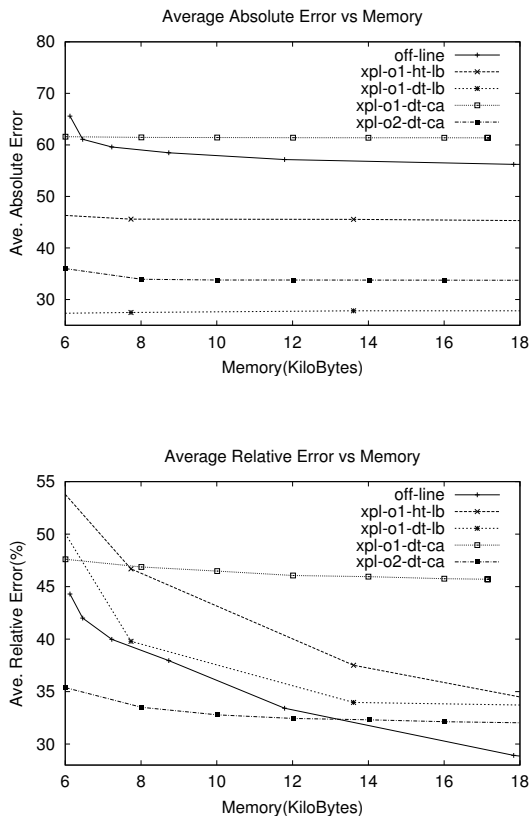 Average Absolute Error vs Memory
80
70
60
50
40
30
Ave. Absolute Error
off-line
xpl-o1-ht-lb
xpl-o1-dt-lb
xpl-o1-dt-ca
xpl-o2-dt-ca
6 8 10 12 14 16 18
Memory(KiloBytes)
Average Relative Error vs Memory
55
50
45
40
35
30
Ave. Relative Error(%)
off-line
xpl-o1-ht-lb
xpl-o1-dt-lb
xpl-o1-dt-ca
xpl-o2-dt-ca
6 8 10 12 14 16 18
Memory(KiloBytes)